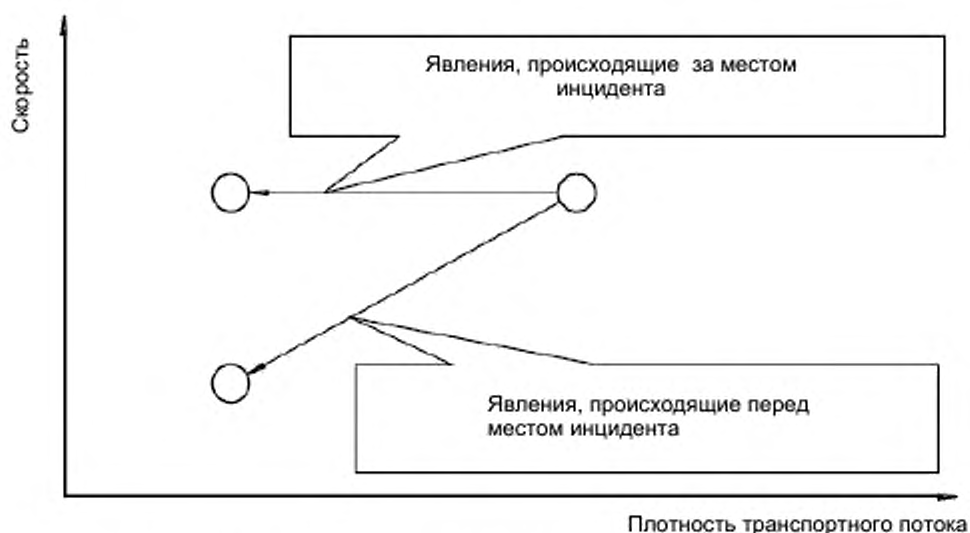 Скорость
Явления, происходящие за местом
инцидента
Явления, происходящие перед
местом инцидента
Плотность транспортного потока